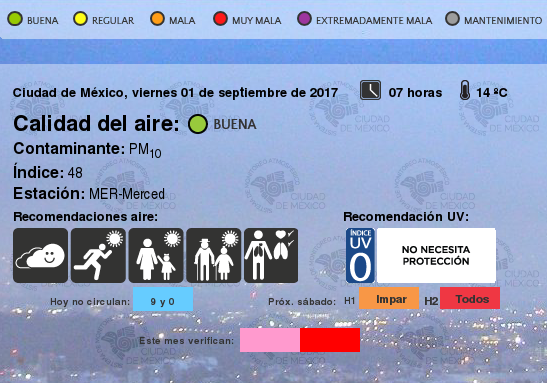 BUENA REGULAR MALA MUY MALA EXTREMADAMENTE MALA MANTENIMIENTO
Ciudad de México, viernes 01 de septiembre de 2017 07 horas 14 ºC
Calidad del aire: BUENA
Contaminante: PM10
Índice: 48
Estación: MER-Merced
Recomendaciones aire: Recomendación UV:
ÍNDICE UV 0 NO NECESITA PROTECCIÓN
Hoy no circulan: 9 y 0 Próx. sábado: H1 Impar H2 Todos
Este mes verifican:
CIUDAD DE MÉXICO